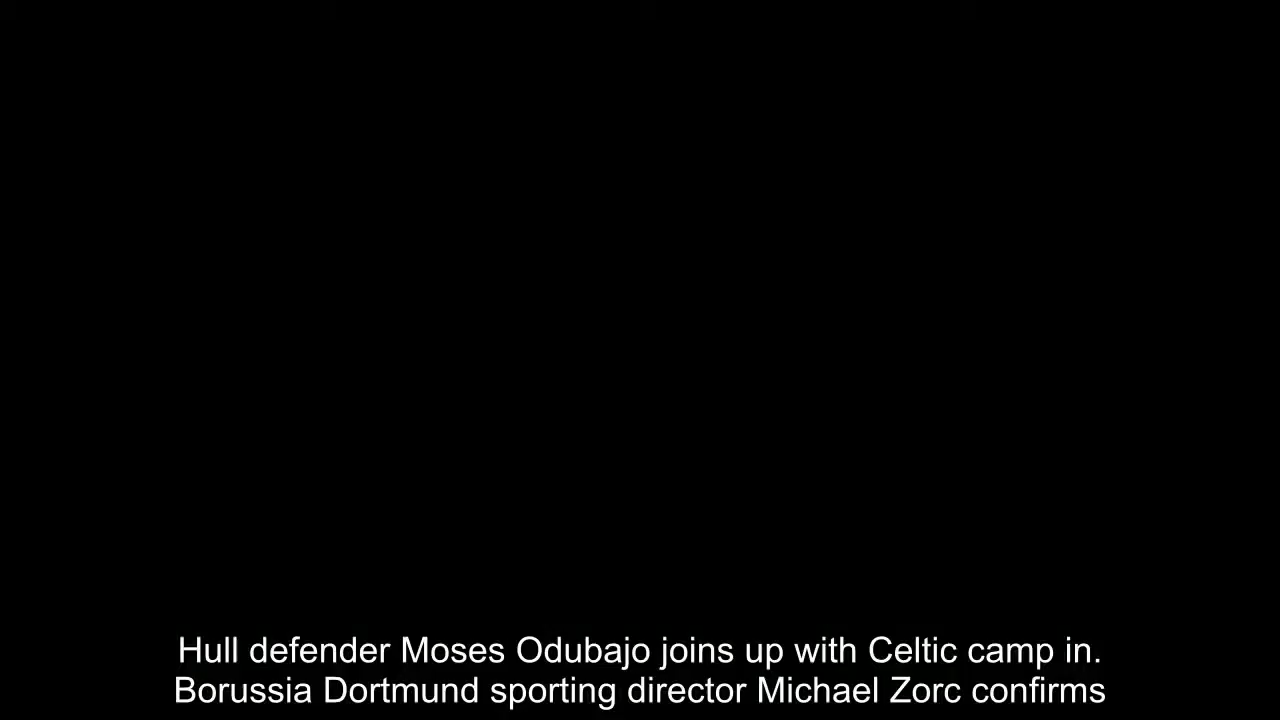 Hull defender Moses Odubajo joins up with Celtic camp in.
Borussia Dortmund sporting director Michael Zorc confirms